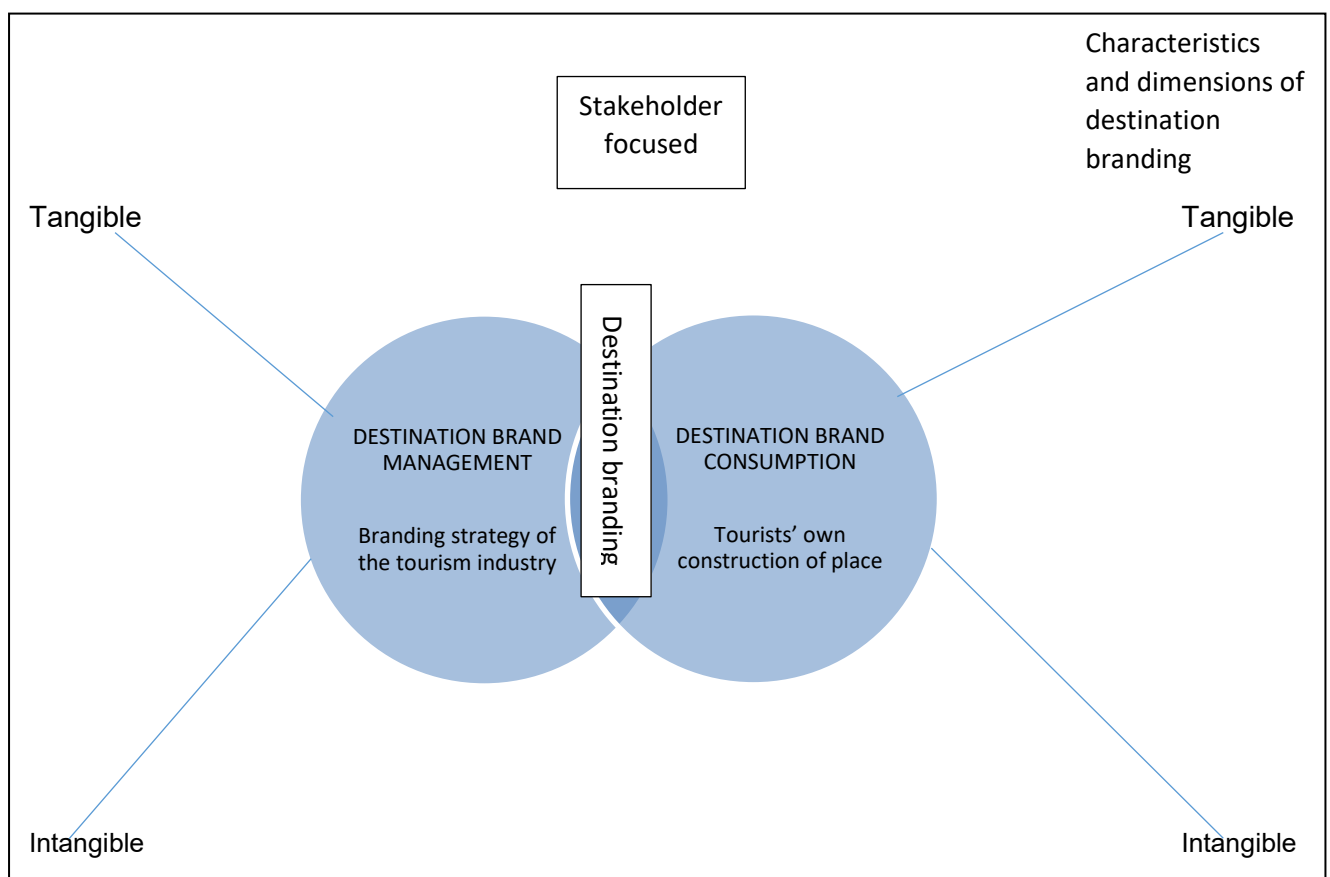 Characteristics
and dimensions of
destination
branding
Stakeholder
focused
Tangible
Tangible
Destination branding
DESTINATION BRAND
MANAGEMENT
Branding strategy of
the tourism industry
DESTINATION BRAND
CONSUMPTION
Tourists’ own
construction of place
Intangible
Intangible